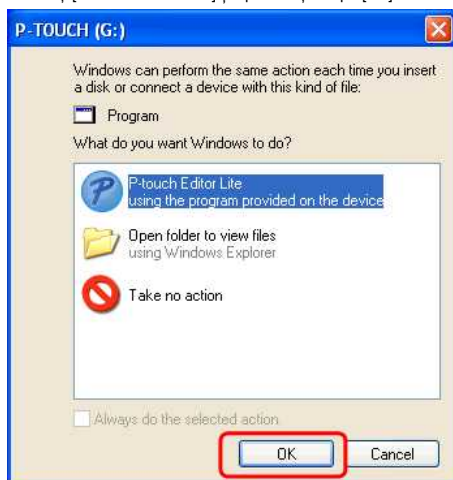 P-TOUCH (G:)
Windows can perform the same action each time you insert
a disk or connect a device with this kind of file:
Program
What do you want Windows to do?
P-touch Editor Lite
using the program provided on the device
Open folder to view files
using Windows Explorer
Take no action
Always do the selected action.
OK Cancel